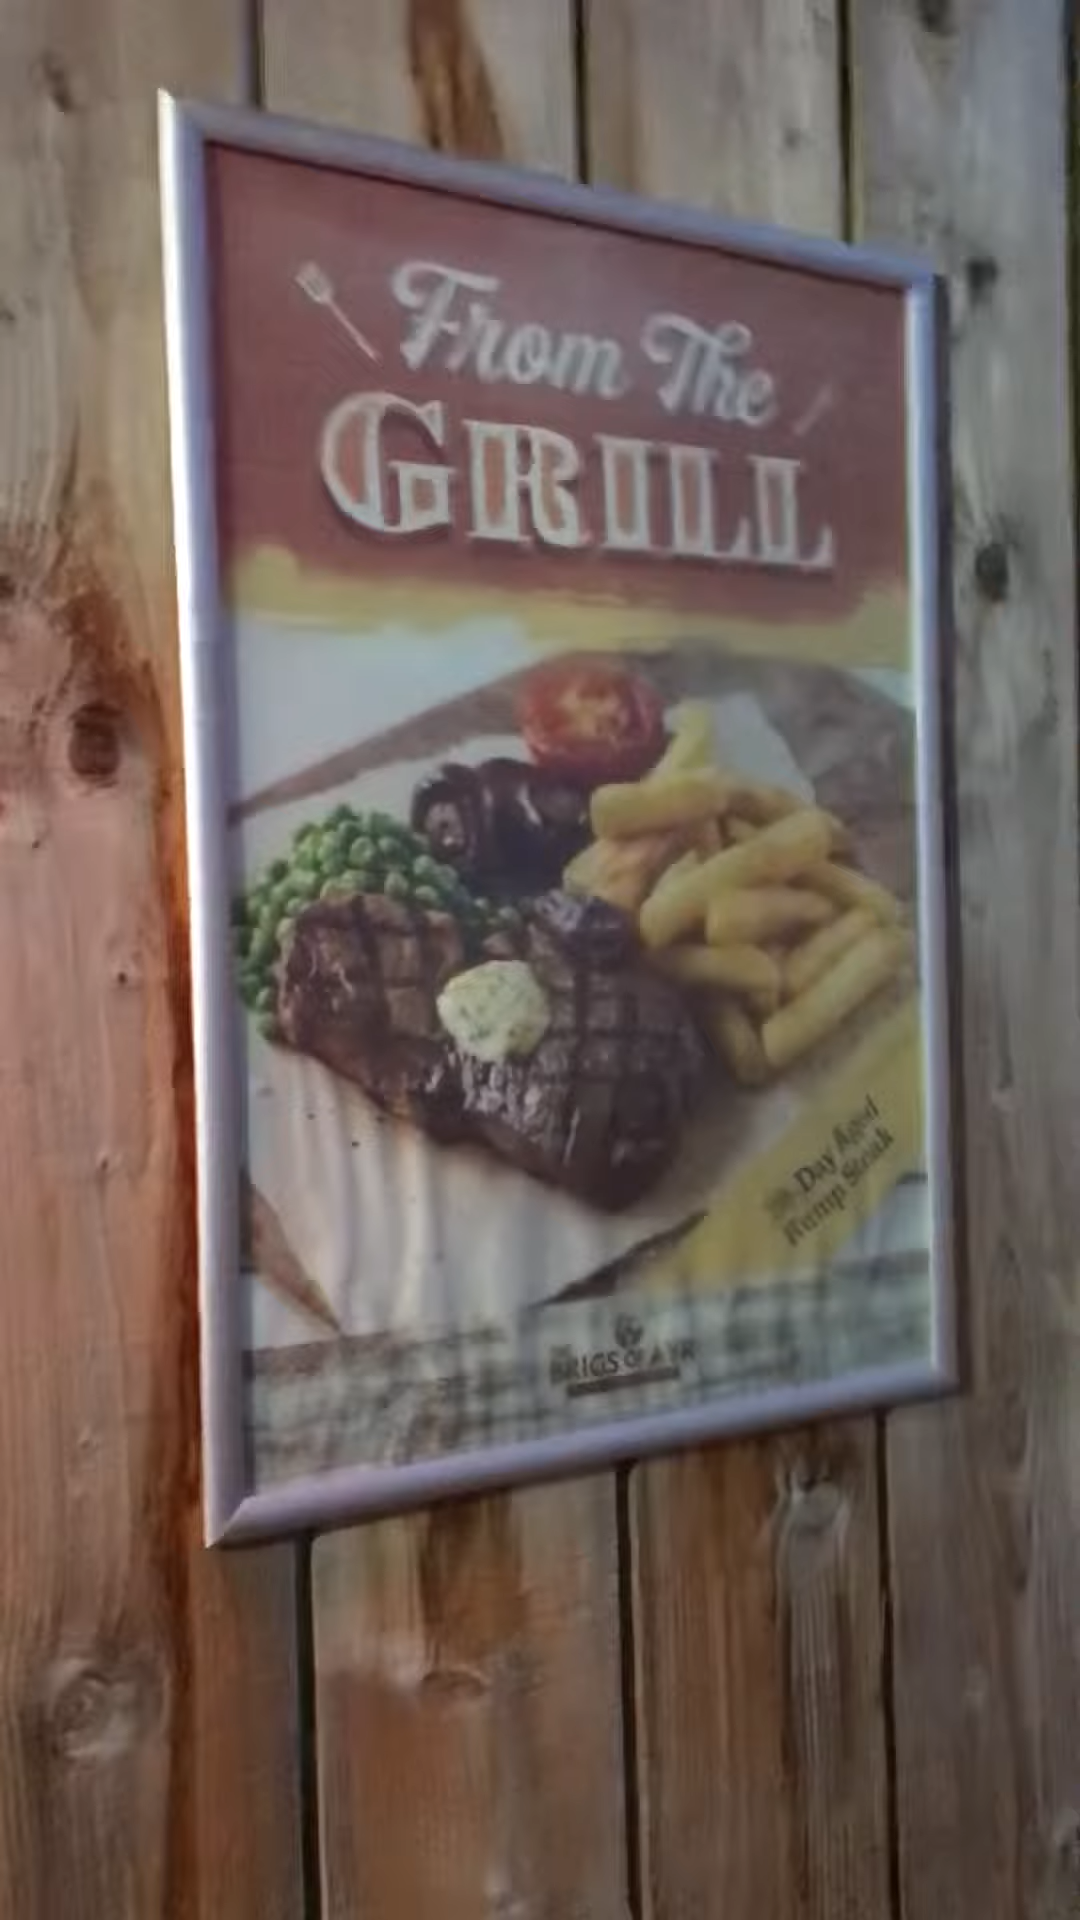 From The
GRILL
Day Aged
Rump Steak
BRIGS OF AYR